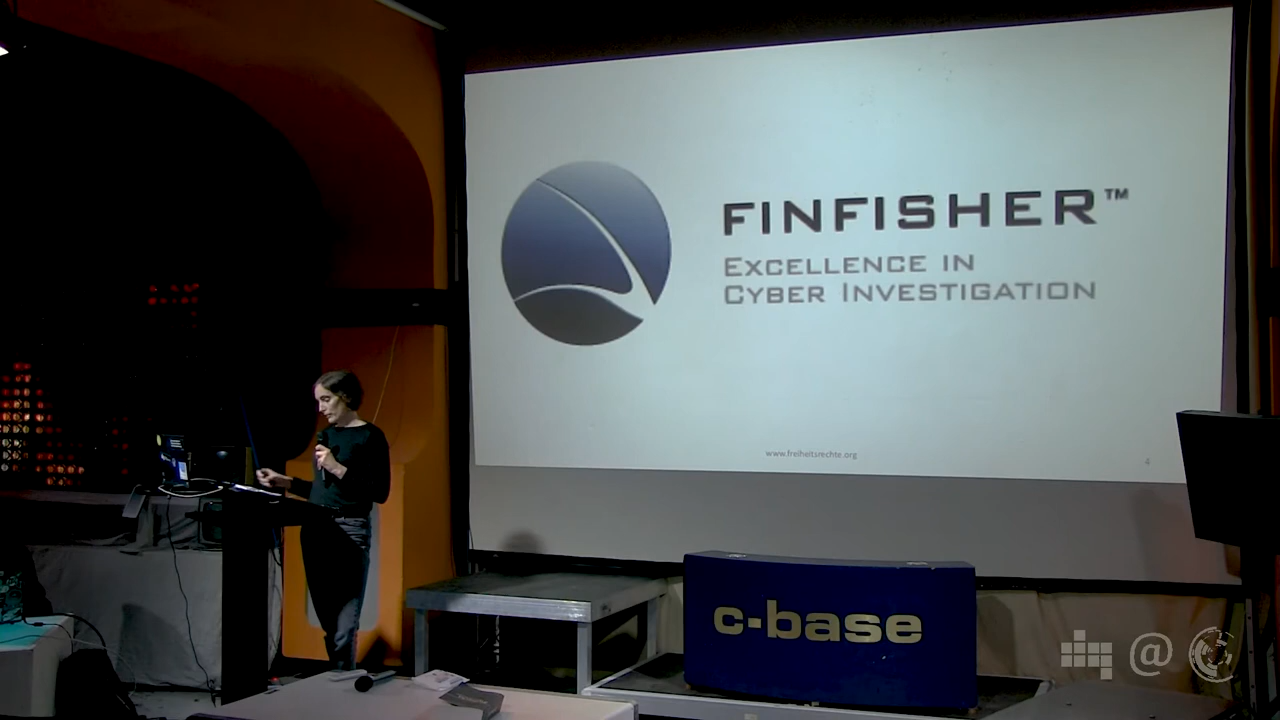 FINFISHER™
EXCELLENCE IN
CYBER INVESTIGATION
www.freiheitsrechte.org
c-base
@